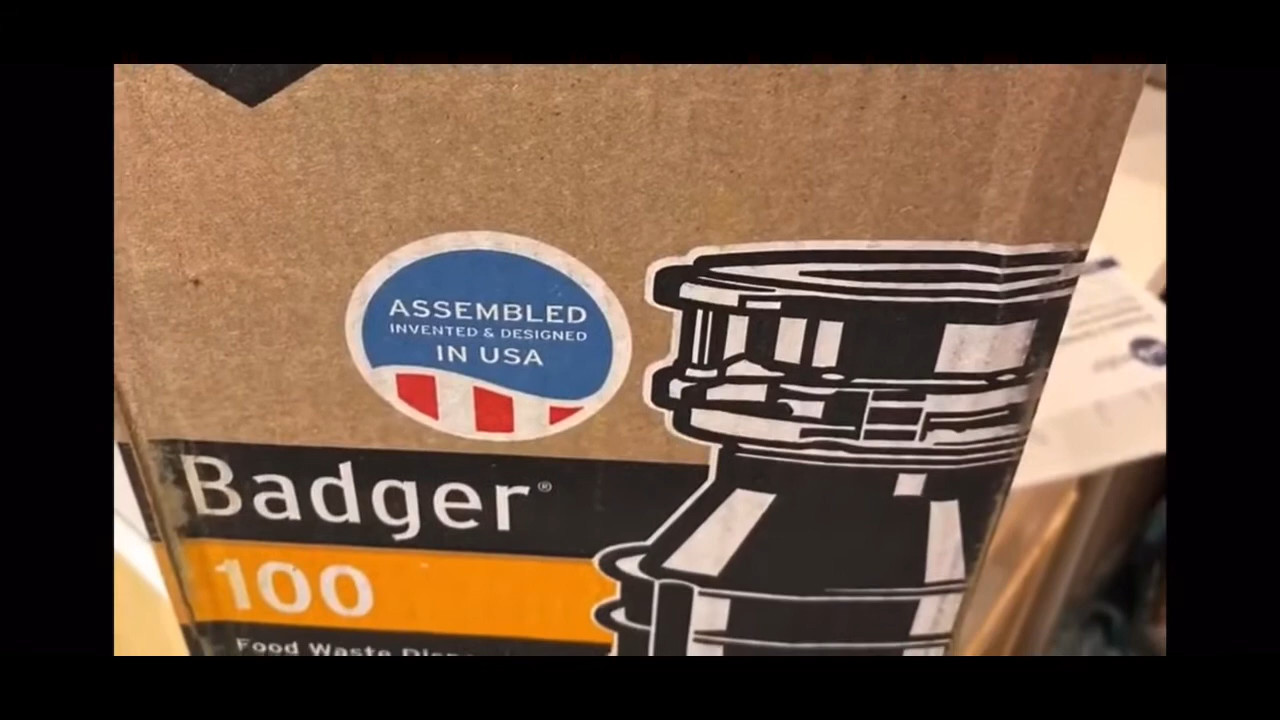 ASSEMBLED
INVENTED & DESIGNED
IN USA
Badger®
100
Food Waste